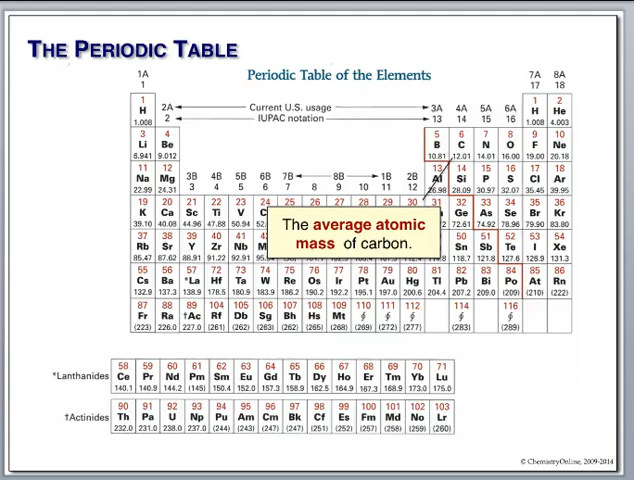 THE PERIODIC TABLE
Periodic Table of the Elements
1A 7A 8A
1 17 18
1 1 2
H 2A Current U.S. usage 3A 4A 5A 6A H He
1.008 2 IUPAC notation 13 14 15 16 1.008 4.003
3 4 5 6 7 8 9 10
Li Be B C N O F Ne
6.941 9.012 10.81 12.01 14.01 16.00 19.00 20.18
11 12 13 14 15 16 17 18
Na Mg 3B 4B 5B 6B 7B 8B 1B 2B Al Si P S Cl Ar
22.99 24.31 3 4 5 6 7 8 9 10 11 12 26.98 28.09 30.97 32.07 35.45 39.95
19 20 21 22 23 24 25 26 27 28 29 30 31 32 33 34 35 36
K Ca Sc Ti V Ge As Se Br Kr
39.10 40.08 44.96 47.88 50.94 72.61 74.92 78.96 79.90 83.80
37 38 39 40 41 50 51 52 53 54
Rb Sr Y Zr Nb Sn Sb Te I Xe
85.47 87.62 88.91 91.22 92.91 118.7 121.8 127.6 126.9 131.3
The average atomic
mass of carbon.
55 56 57 72 73 74 75 76 77 78 79 80 81 82 83 84 85 86
Cs Ba *La Hf Ta W Re Os Ir Pt Au Hg Tl Pb Bi Po At Rn
132.9 137.3 138.9 178.5 180.9 183.9 186.2 190.2 192.2 195.1 197.0 200.6 204.4 207.2 209.0 (209) (210) (222)
87 88 89 104 105 106 107 108 109 110 111 112 114 116
Fr Ra †Ac Rf Db Sg Bh Hs Mt
(223) 226.0 227.0 (261) (262) (263) (262) (265) (268) (269) (272) (277) (283) (289)
58 59 60 61 62 63 64 65 66 67 68 69 70 71
*Lanthanides Ce Pr Nd Pm Sm Eu Gd Tb Dy Ho Er Tm Yb Lu
140.1 140.9 144.2 (145) 150.4 152.0 157.3 158.9 162.5 164.9 167.3 168.9 173.0 175.0
90 91 92 93 94 95 96 97 98 99 100 101 102 103
†Actinides Th Pa U Np Pu Am Cm Bk Cf Es Fm Md No Lr
232.0 231.0 238.0 237.0 (244) (243) (247) (247) (251) (252) (257) (258) (259) (260)
© ChemistryOnline, 2009-2014